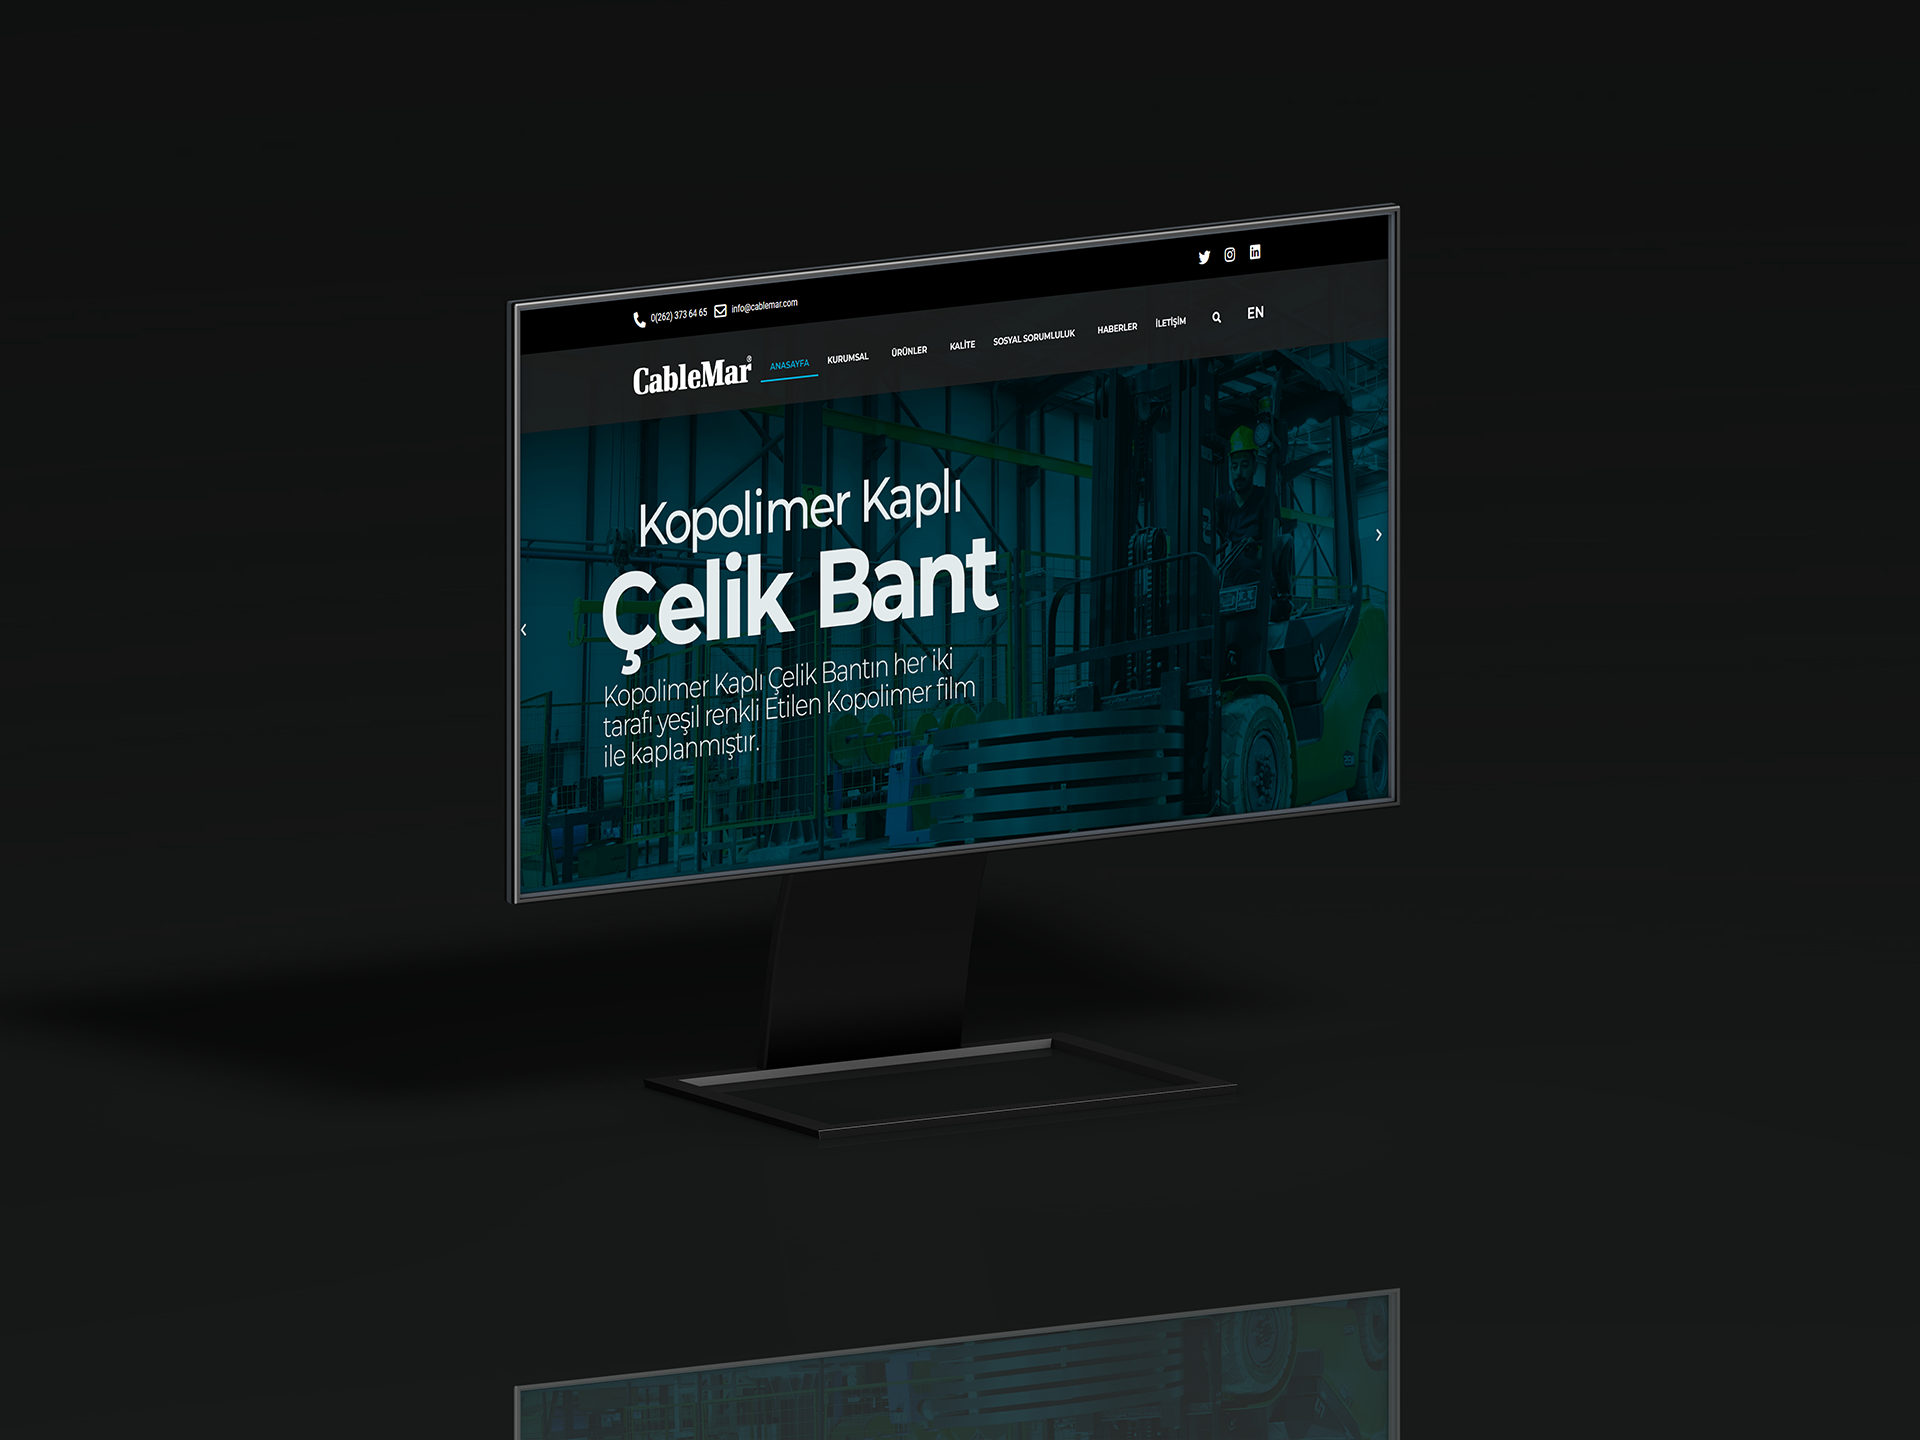 0(262) 373 64 65 info@cablemar.com
CableMar®
ANASAYFA KURUMSAL ÜRÜNLER KALİTE SOSYAL SORUMLULUK HABERLER İLETİŞİM EN
Kopolimer Kaplı
Çelik Bant
Kopolimer Kaplı Çelik Bantın her iki
tarafı yeşil renkli Etilen Kopolimer film
ile kaplanmıştır.